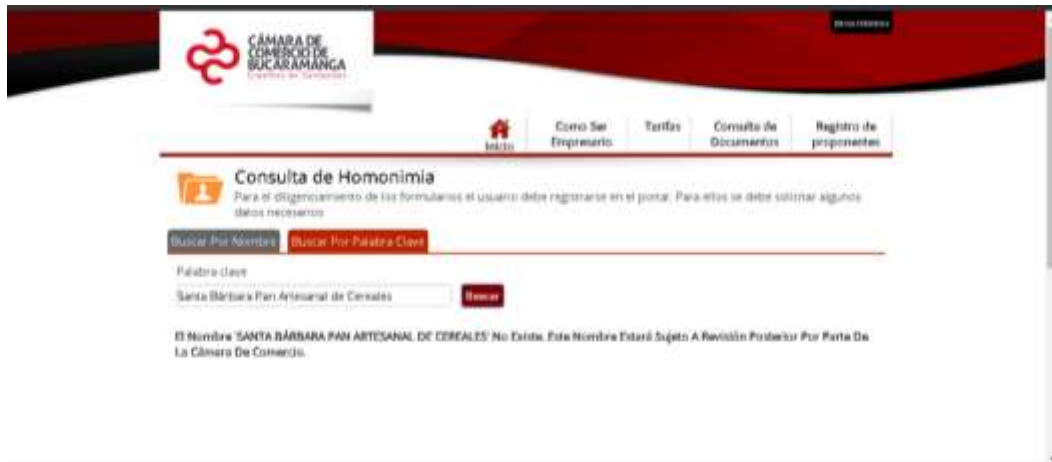 CÁMARA DE
COMERCIO DE
BUCARAMANGA
Inicio
Como Ser
Empresario
Tarifas
Consulta de
Documentos
Registro de
proponentes
Consulta de Homonimia
Para el diligenciamiento de los formularios el usuario debe registrarse en el portal. Para ellos se debe solicitar algunos
datos necesarios
Buscar Por Nombre
Buscar Por Palabra Clave
Palabra clave
Santa Bárbara Pan Artesanal de Cereales
Buscar
El Nombre 'SANTA BÁRBARA PAN ARTESANAL DE CEREALES' No Existe. Este Nombre Estará Sujeto A Revisión Posterior Por Parte De
La Cámara De Comercio.